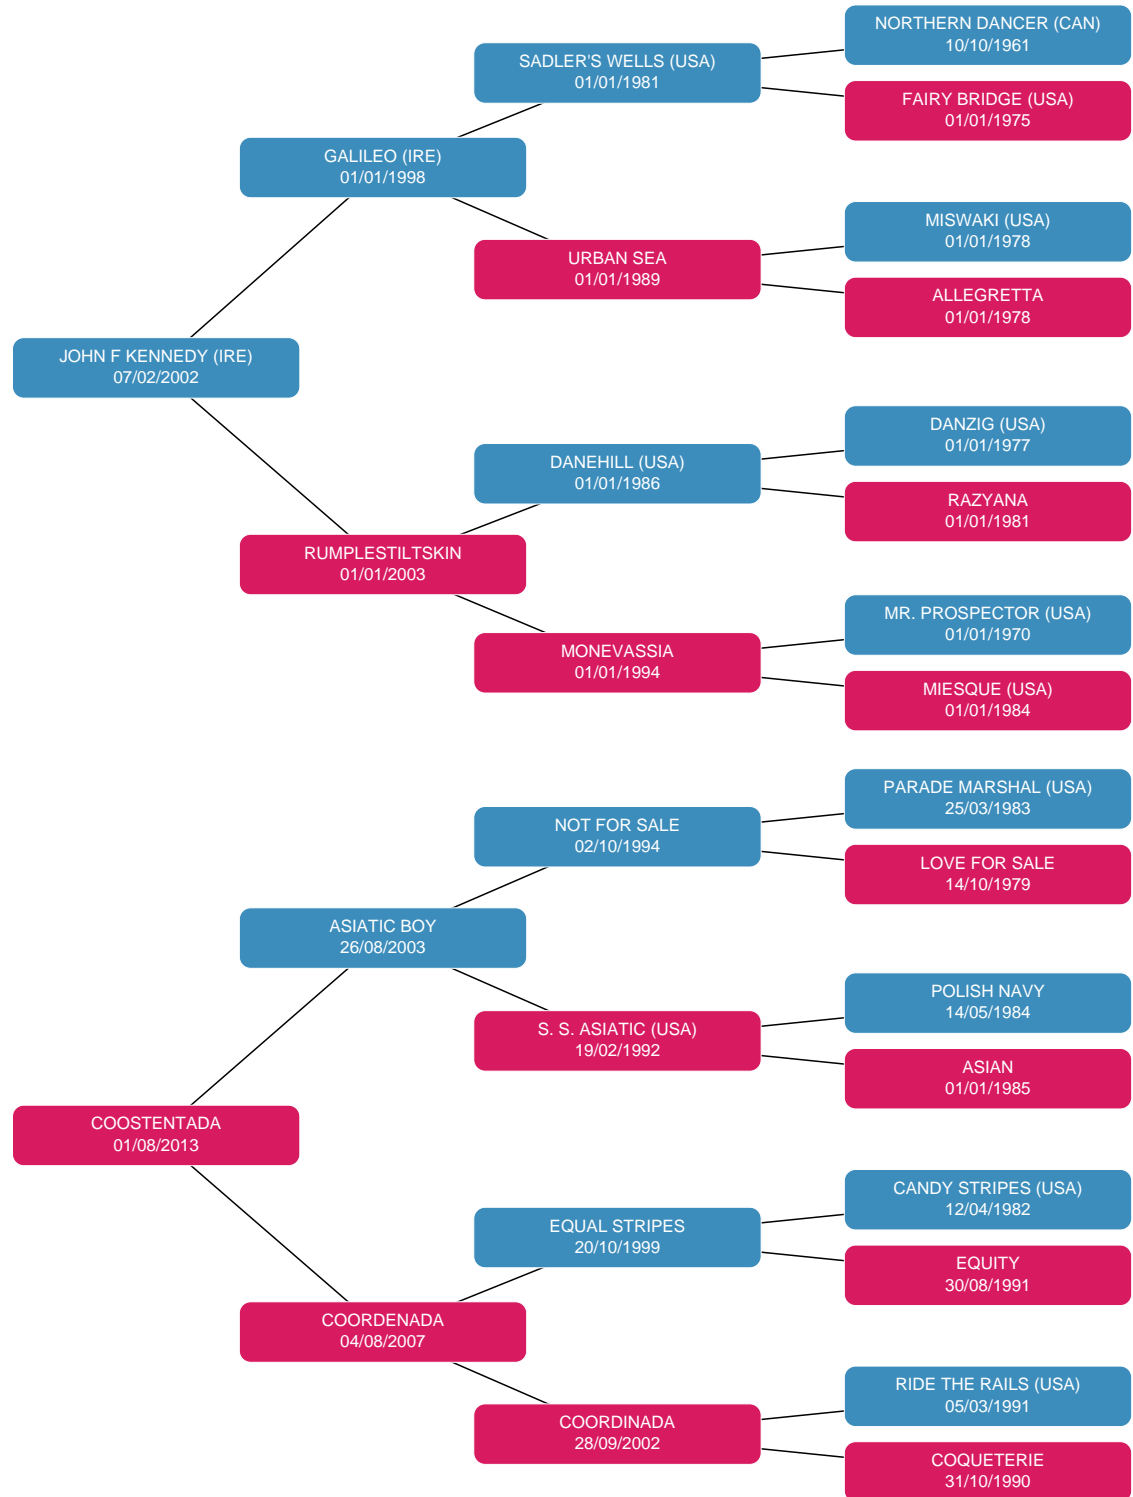 NORTHERN DANCER (CAN)
10/10/1961
SADLER'S WELLS (USA)
01/01/1981
FAIRY BRIDGE (USA)
01/01/1975
GALILEO (IRE)
01/01/1998
MISWAKI (USA)
01/01/1978
URBAN SEA
01/01/1989
ALLEGRETTA
01/01/1978
JOHN F KENNEDY (IRE)
07/02/2002
DANZIG (USA)
01/01/1977
DANEHILL (USA)
01/01/1986
RAZYANA
01/01/1981
RUMPLESTILTSKIN
01/01/2003
MR. PROSPECTOR (USA)
01/01/1970
MONEVASSIA
01/01/1994
MIESQUE (USA)
01/01/1984
PARADE MARSHAL (USA)
25/03/1983
NOT FOR SALE
02/10/1994
LOVE FOR SALE
14/10/1979
ASIATIC BOY
26/08/2003
POLISH NAVY
14/05/1984
S. S. ASIATIC (USA)
19/02/1992
ASIAN
01/01/1985
COOSTENTADA
01/08/2013
CANDY STRIPES (USA)
12/04/1982
EQUAL STRIPES
20/10/1999
EQUITY
30/08/1991
COORDENADA
04/08/2007
RIDE THE RAILS (USA)
05/03/1991
COORDINADA
28/09/2002
COQUETERIE
31/10/1990